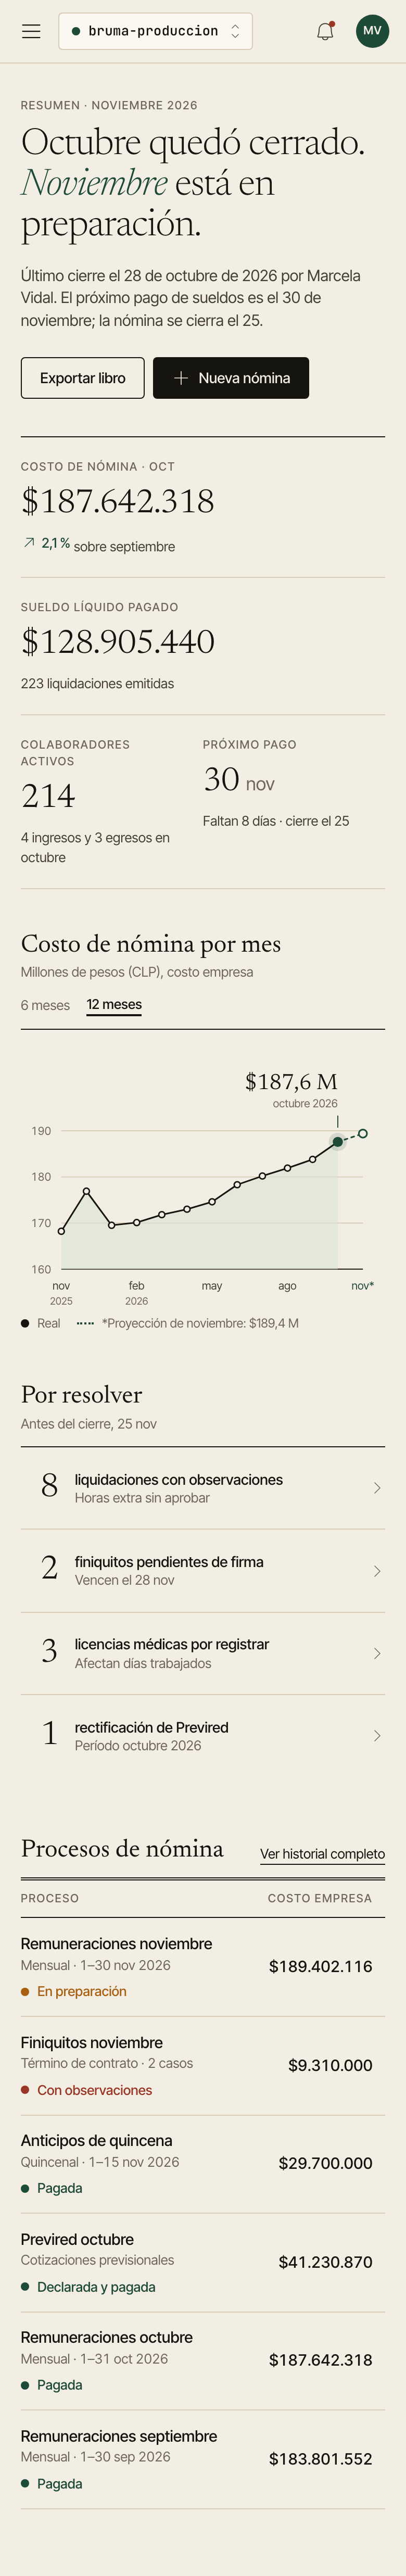 bruma-produccion
MV
RESUMEN · NOVIEMBRE 2026
Octubre quedó cerrado.
Noviembre está en
preparación.
Último cierre el 28 de octubre de 2026 por Marcela
Vidal. El próximo pago de sueldos es el 30 de
noviembre; la nómina se cierra el 25.
Exportar libro
Nueva nómina
COSTO DE NÓMINA · OCT
$187.642.318
2,1 % sobre septiembre
SUELDO LÍQUIDO PAGADO
$128.905.440
223 liquidaciones emitidas
COLABORADORES
ACTIVOS
214
4 ingresos y 3 egresos en
octubre
PRÓXIMO PAGO
30 nov
Faltan 8 días · cierre el 25
Costo de nómina por mes
Millones de pesos (CLP), costo empresa
6 meses 12 meses
$187,6 M
octubre 2026
190
180
170
160
nov feb may ago nov*
2025 2026
Real *Proyección de noviembre: $189,4 M
Por resolver
Antes del cierre, 25 nov
8 liquidaciones con observaciones
Horas extra sin aprobar
2 finiquitos pendientes de firma
Vencen el 28 nov
3 licencias médicas por registrar
Afectan días trabajados
1 rectificación de Previred
Período octubre 2026
Procesos de nómina Ver historial completo
PROCESO COSTO EMPRESA
Remuneraciones noviembre
Mensual · 1–30 nov 2026 $189.402.116
En preparación
Finiquitos noviembre
Término de contrato · 2 casos $9.310.000
Con observaciones
Anticipos de quincena
Quincenal · 1–15 nov 2026 $29.700.000
Pagada
Previred octubre
Cotizaciones previsionales $41.230.870
Declarada y pagada
Remuneraciones octubre
Mensual · 1–31 oct 2026 $187.642.318
Pagada
Remuneraciones septiembre
Mensual · 1–30 sep 2026 $183.801.552
Pagada